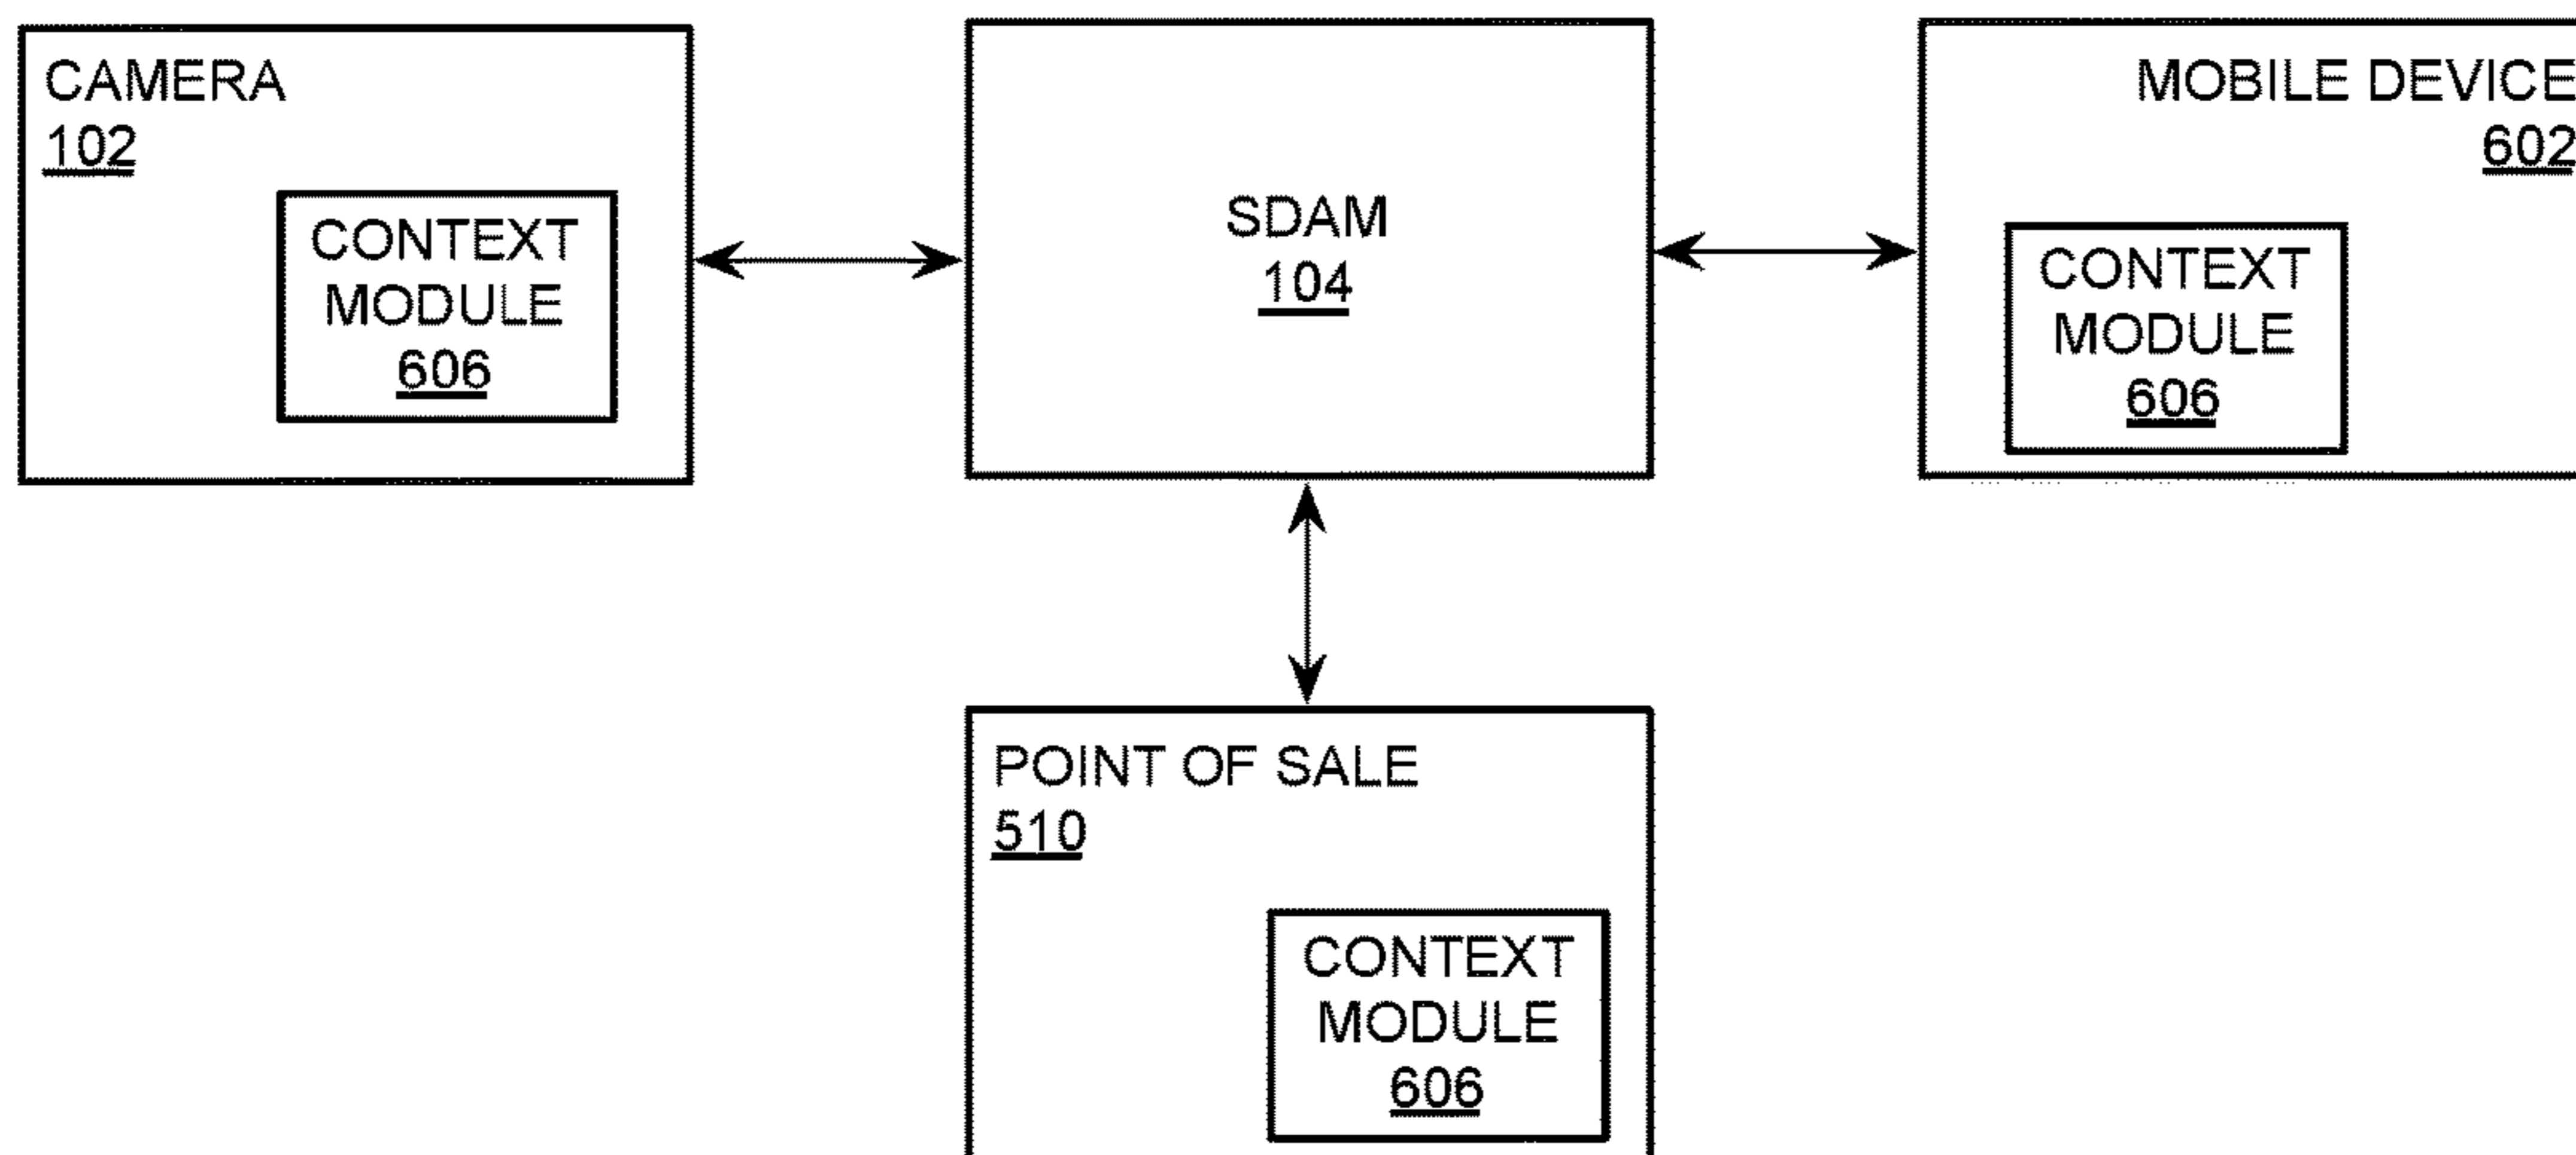 CAMERA
102
CONTEXT
MODULE
606
SDAM
104
MOBILE DEVICE
602
CONTEXT
MODULE
606
POINT OF SALE
510
CONTEXT
MODULE
606